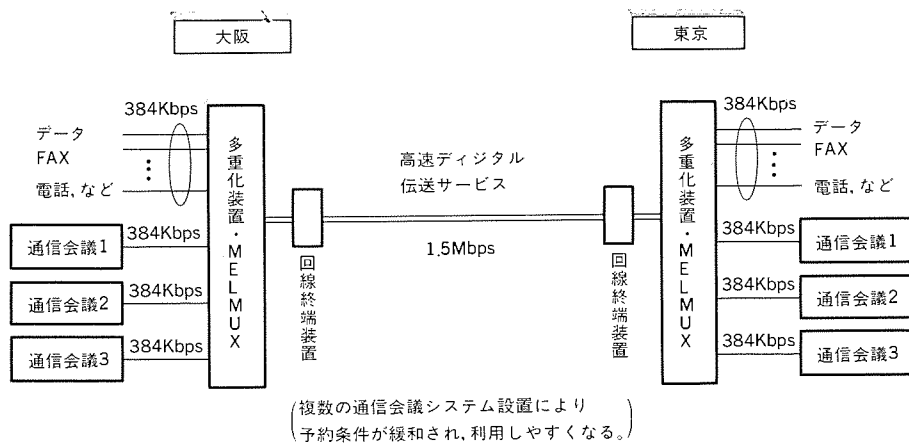 大阪
東京
384Kbps
データ
FAX
電話,など
通信会議1
384Kbps
通信会議2
384Kbps
通信会議3
384Kbps
多重化装置・MELMUX
回線終端装置
高速ディジタル
伝送サービス
1.5Mbps
回線終端装置
多重化装置・MELMUX
384Kbps
データ
FAX
電話,など
384Kbps
通信会議1
384Kbps
通信会議2
384Kbps
通信会議3
(複数の通信会議システム設置により
予約条件が緩和され,利用しやすくなる。)